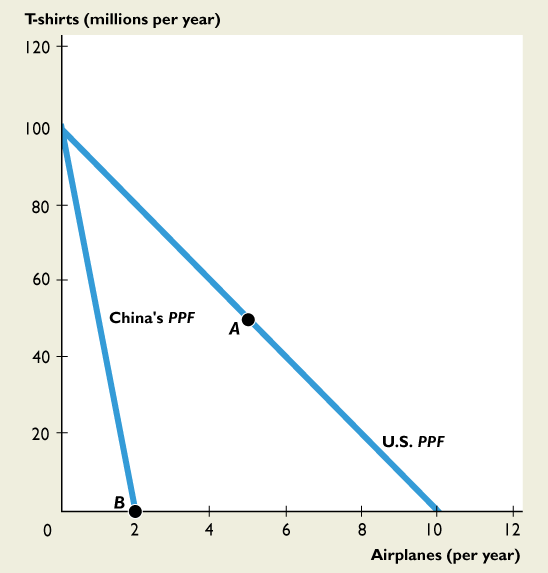 T-shirts (millions per year)
120
100
80
60
40
20
China's PPF
A
U.S. PPF
B
0
2
4
6
8
10
12
Airplanes (per year)